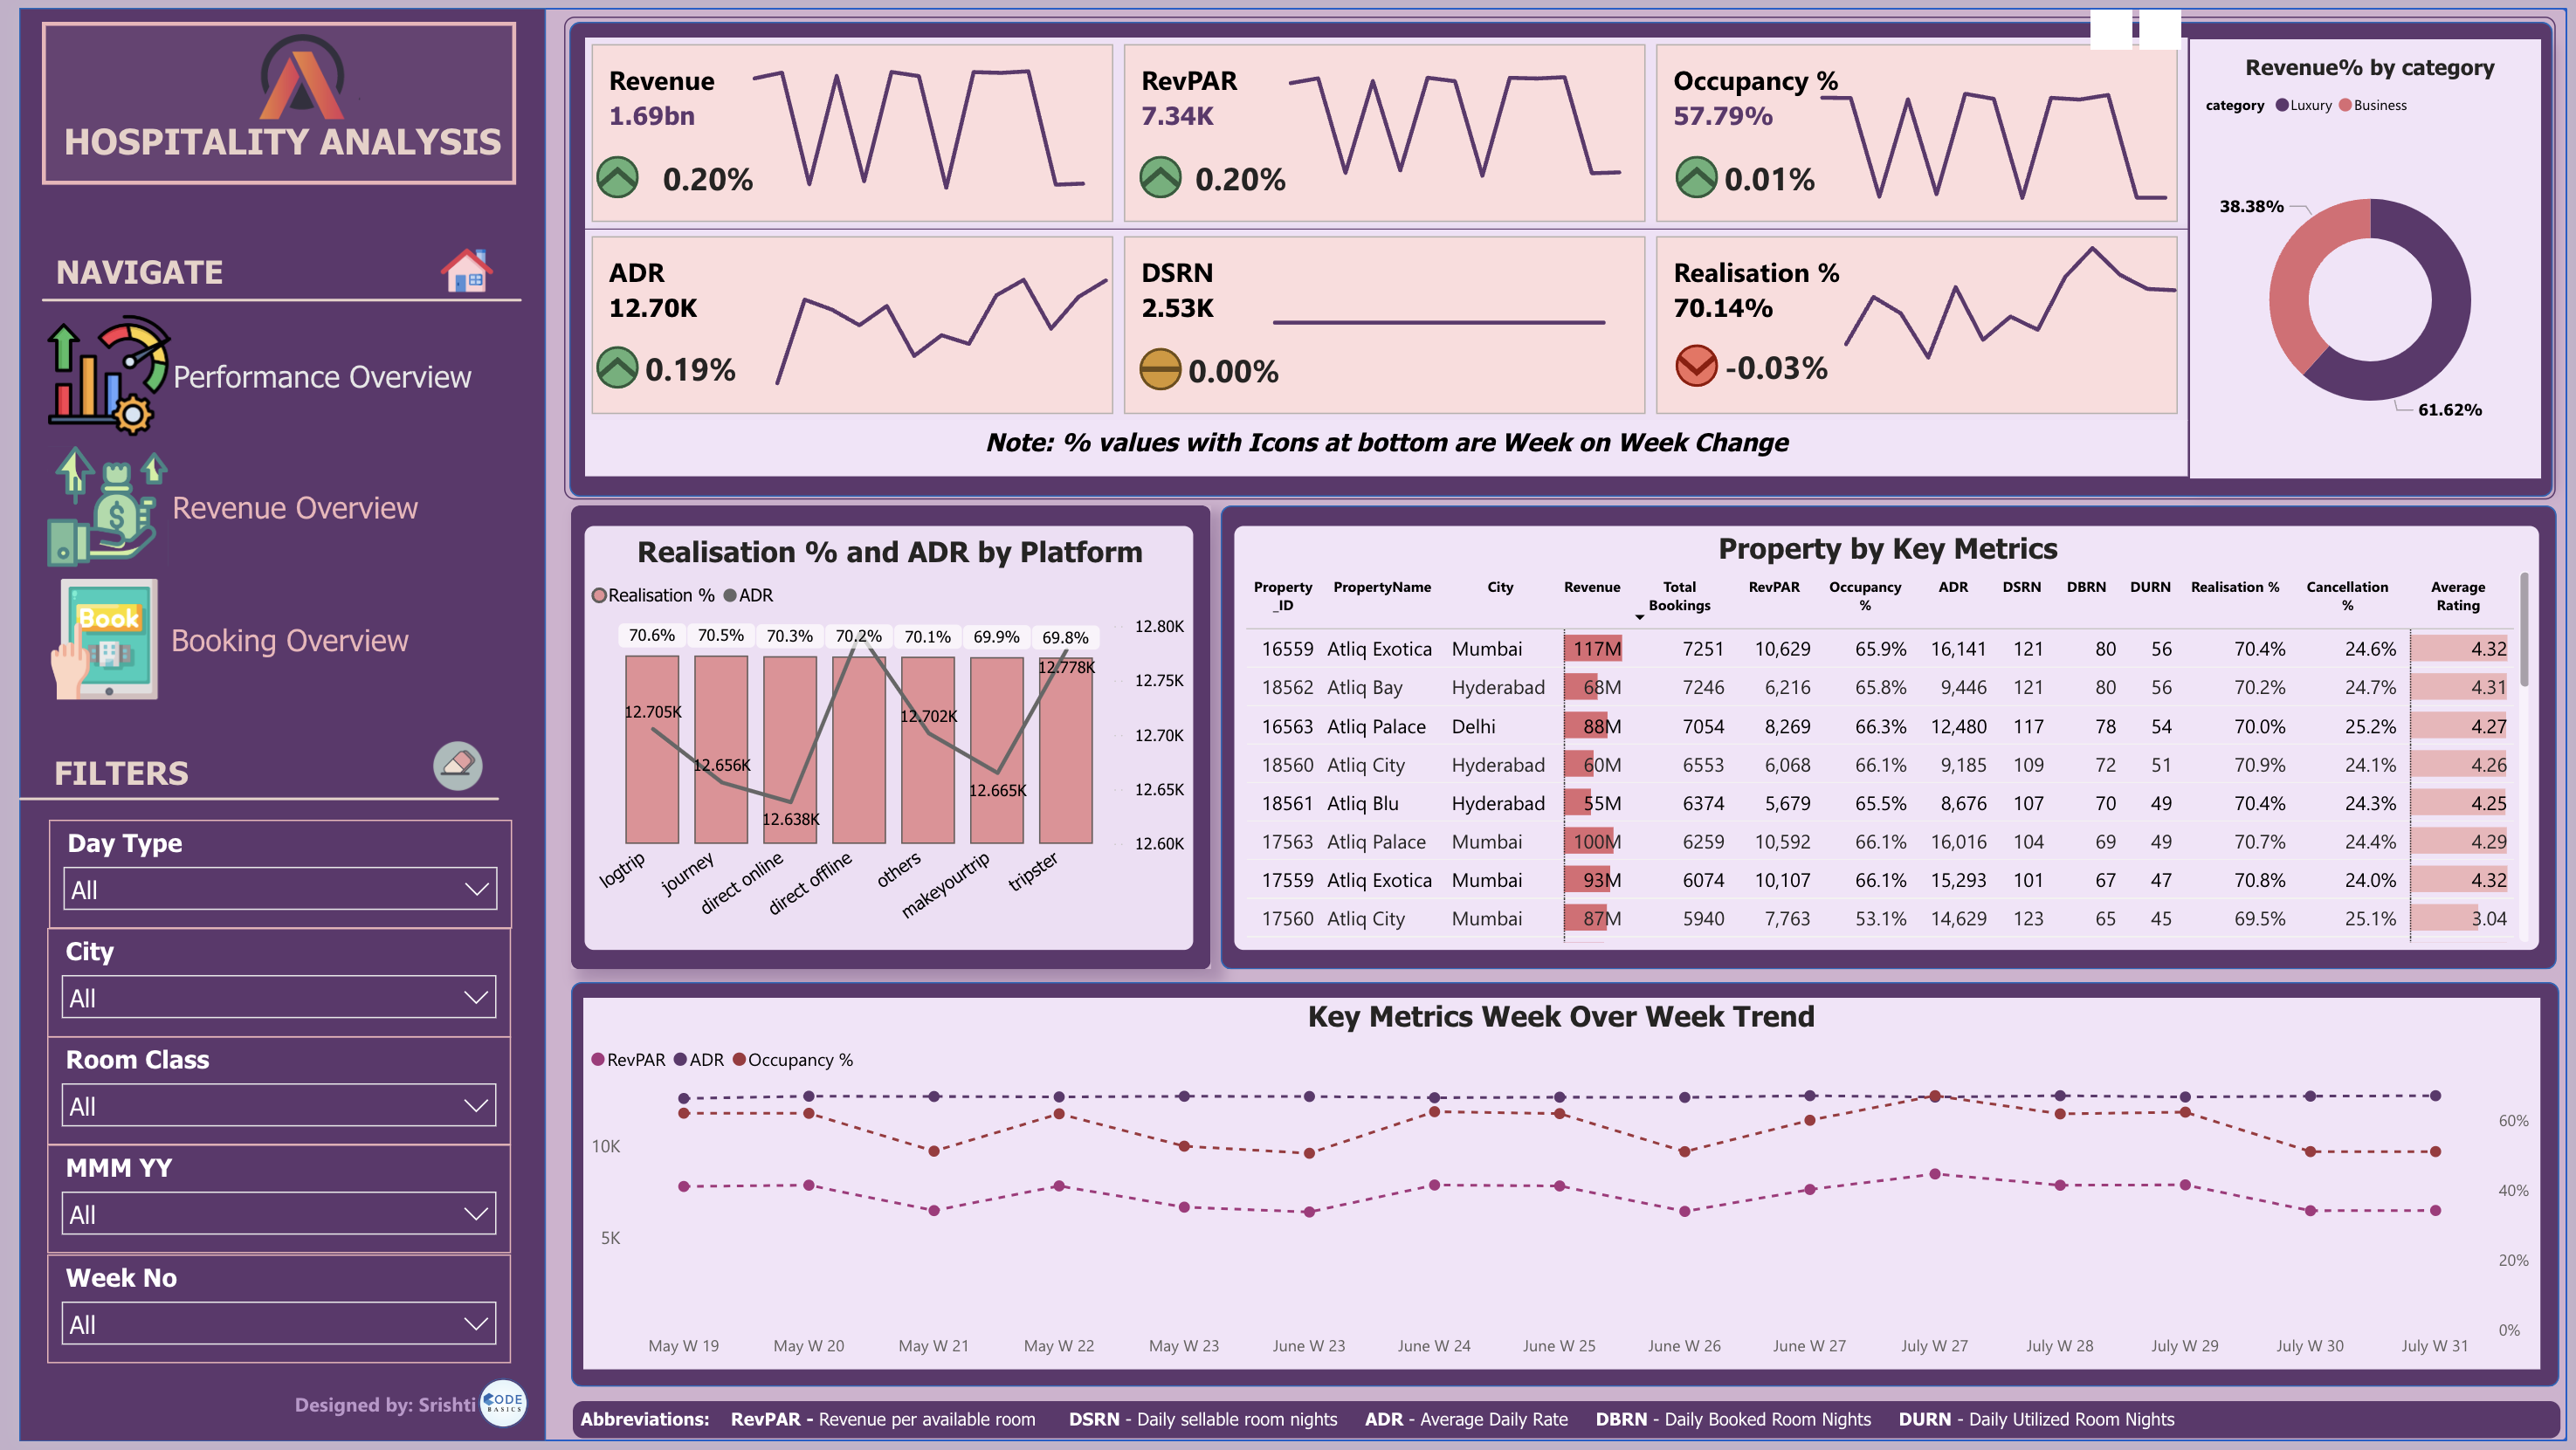 HOSPITALITY ANALYSIS
NAVIGATE
Performance Overview
Revenue Overview
Book
Booking Overview
FILTERS
Day Type
All
City
All
Room Class
All
MMM YY
All
Week No
All
Designed by: Srishti
CODE
BASICS
Revenue
1.69bn
0.20%
RevPAR
7.34K
0.20%
Occupancy %
57.79%
0.01%
ADR
12.70K
0.19%
DSRN
2.53K
0.00%
Realisation %
70.14%
-0.03%
Note: % values with Icons at bottom are Week on Week Change
Revenue% by category
category Luxury Business
38.38%
61.62%
Realisation % and ADR by Platform
Realisation % ADR
70.6% 70.5% 70.3% 70.2% 70.1% 69.9% 69.8%
12.705K 12.656K 12.638K 12.702K 12.665K 12.778K
12.80K
12.75K
12.70K
12.65K
12.60K
logtrip journey direct online direct offline others makeyourtrip tripster
Property by Key Metrics
Property_ID PropertyName City Revenue Total Bookings RevPAR Occupancy % ADR DSRN DBRN DURN Realisation % Cancellation % Average Rating
16559 Atliq Exotica Mumbai 117M 7251 10,629 65.9% 16,141 121 80 56 70.4% 24.6% 4.32
18562 Atliq Bay Hyderabad 68M 7246 6,216 65.8% 9,446 121 80 56 70.2% 24.7% 4.31
16563 Atliq Palace Delhi 88M 7054 8,269 66.3% 12,480 117 78 54 70.0% 25.2% 4.27
18560 Atliq City Hyderabad 60M 6553 6,068 66.1% 9,185 109 72 51 70.9% 24.1% 4.26
18561 Atliq Blu Hyderabad 55M 6374 5,679 65.5% 8,676 107 70 49 70.4% 24.3% 4.25
17563 Atliq Palace Mumbai 100M 6259 10,592 66.1% 16,016 104 69 49 70.7% 24.4% 4.29
17559 Atliq Exotica Mumbai 93M 6074 10,107 66.1% 15,293 101 67 47 70.8% 24.0% 4.32
17560 Atliq City Mumbai 87M 5940 7,763 53.1% 14,629 123 65 45 69.5% 25.1% 3.04
Key Metrics Week Over Week Trend
RevPAR ADR Occupancy %
10K
5K
60%
40%
20%
0%
May W 19 May W 20 May W 21 May W 22 May W 23 June W 23 June W 24 June W 25 June W 26 June W 27 July W 27 July W 28 July W 29 July W 30 July W 31
Abbreviations: RevPAR - Revenue per available room DSRN - Daily sellable room nights ADR - Average Daily Rate DBRN - Daily Booked Room Nights DURN - Daily Utilized Room Nights